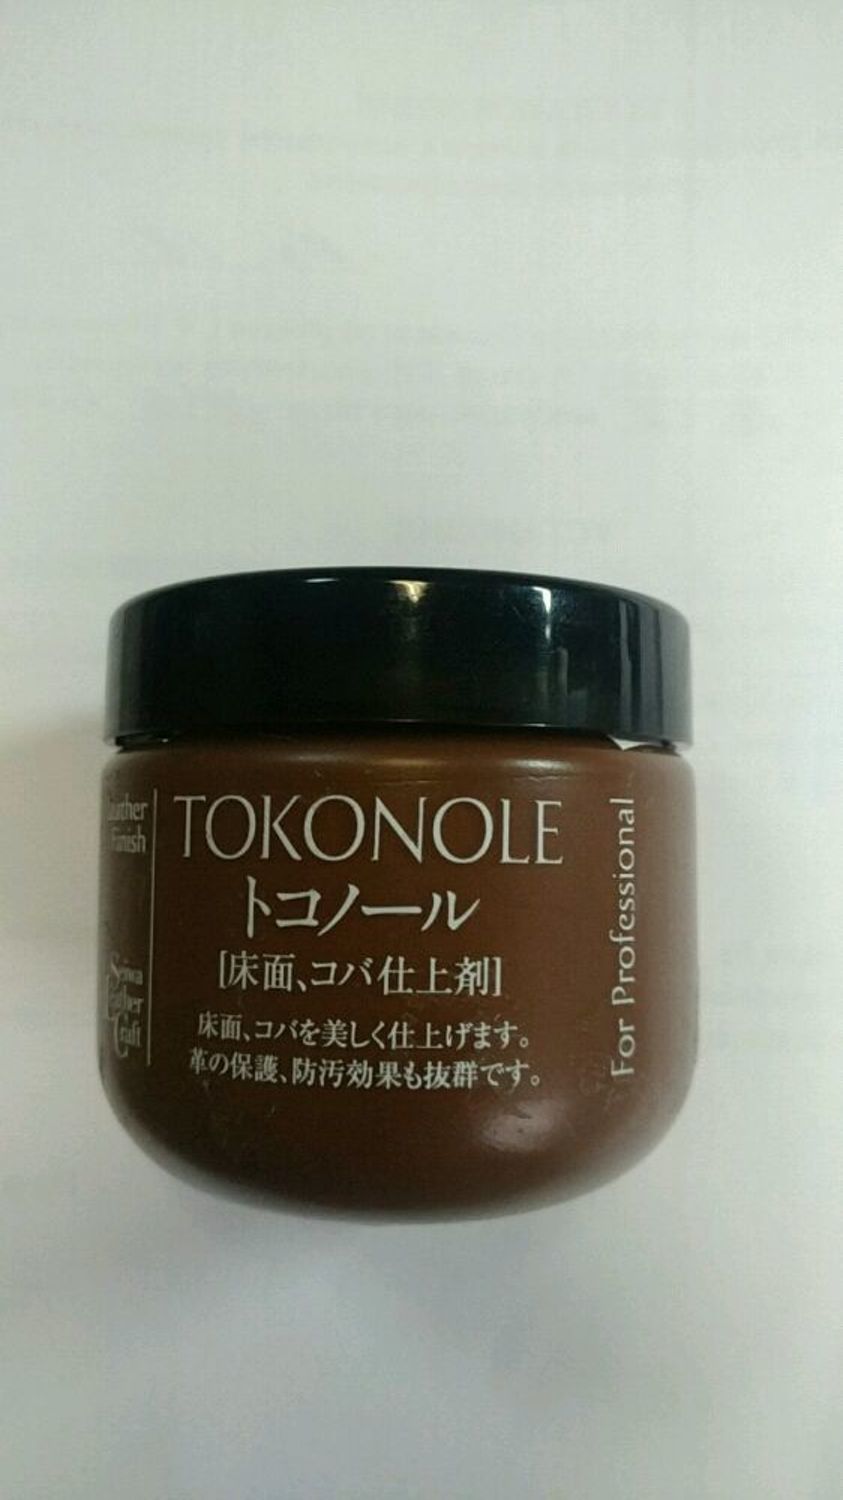 Leather
Finish
Seiwa
Leather
Craft
TOKONOLE
トコノール
[床面、コバ仕上剤]
床面、コバを美しく仕上げます。
革の保護、防汚効果も抜群です。
For Professional